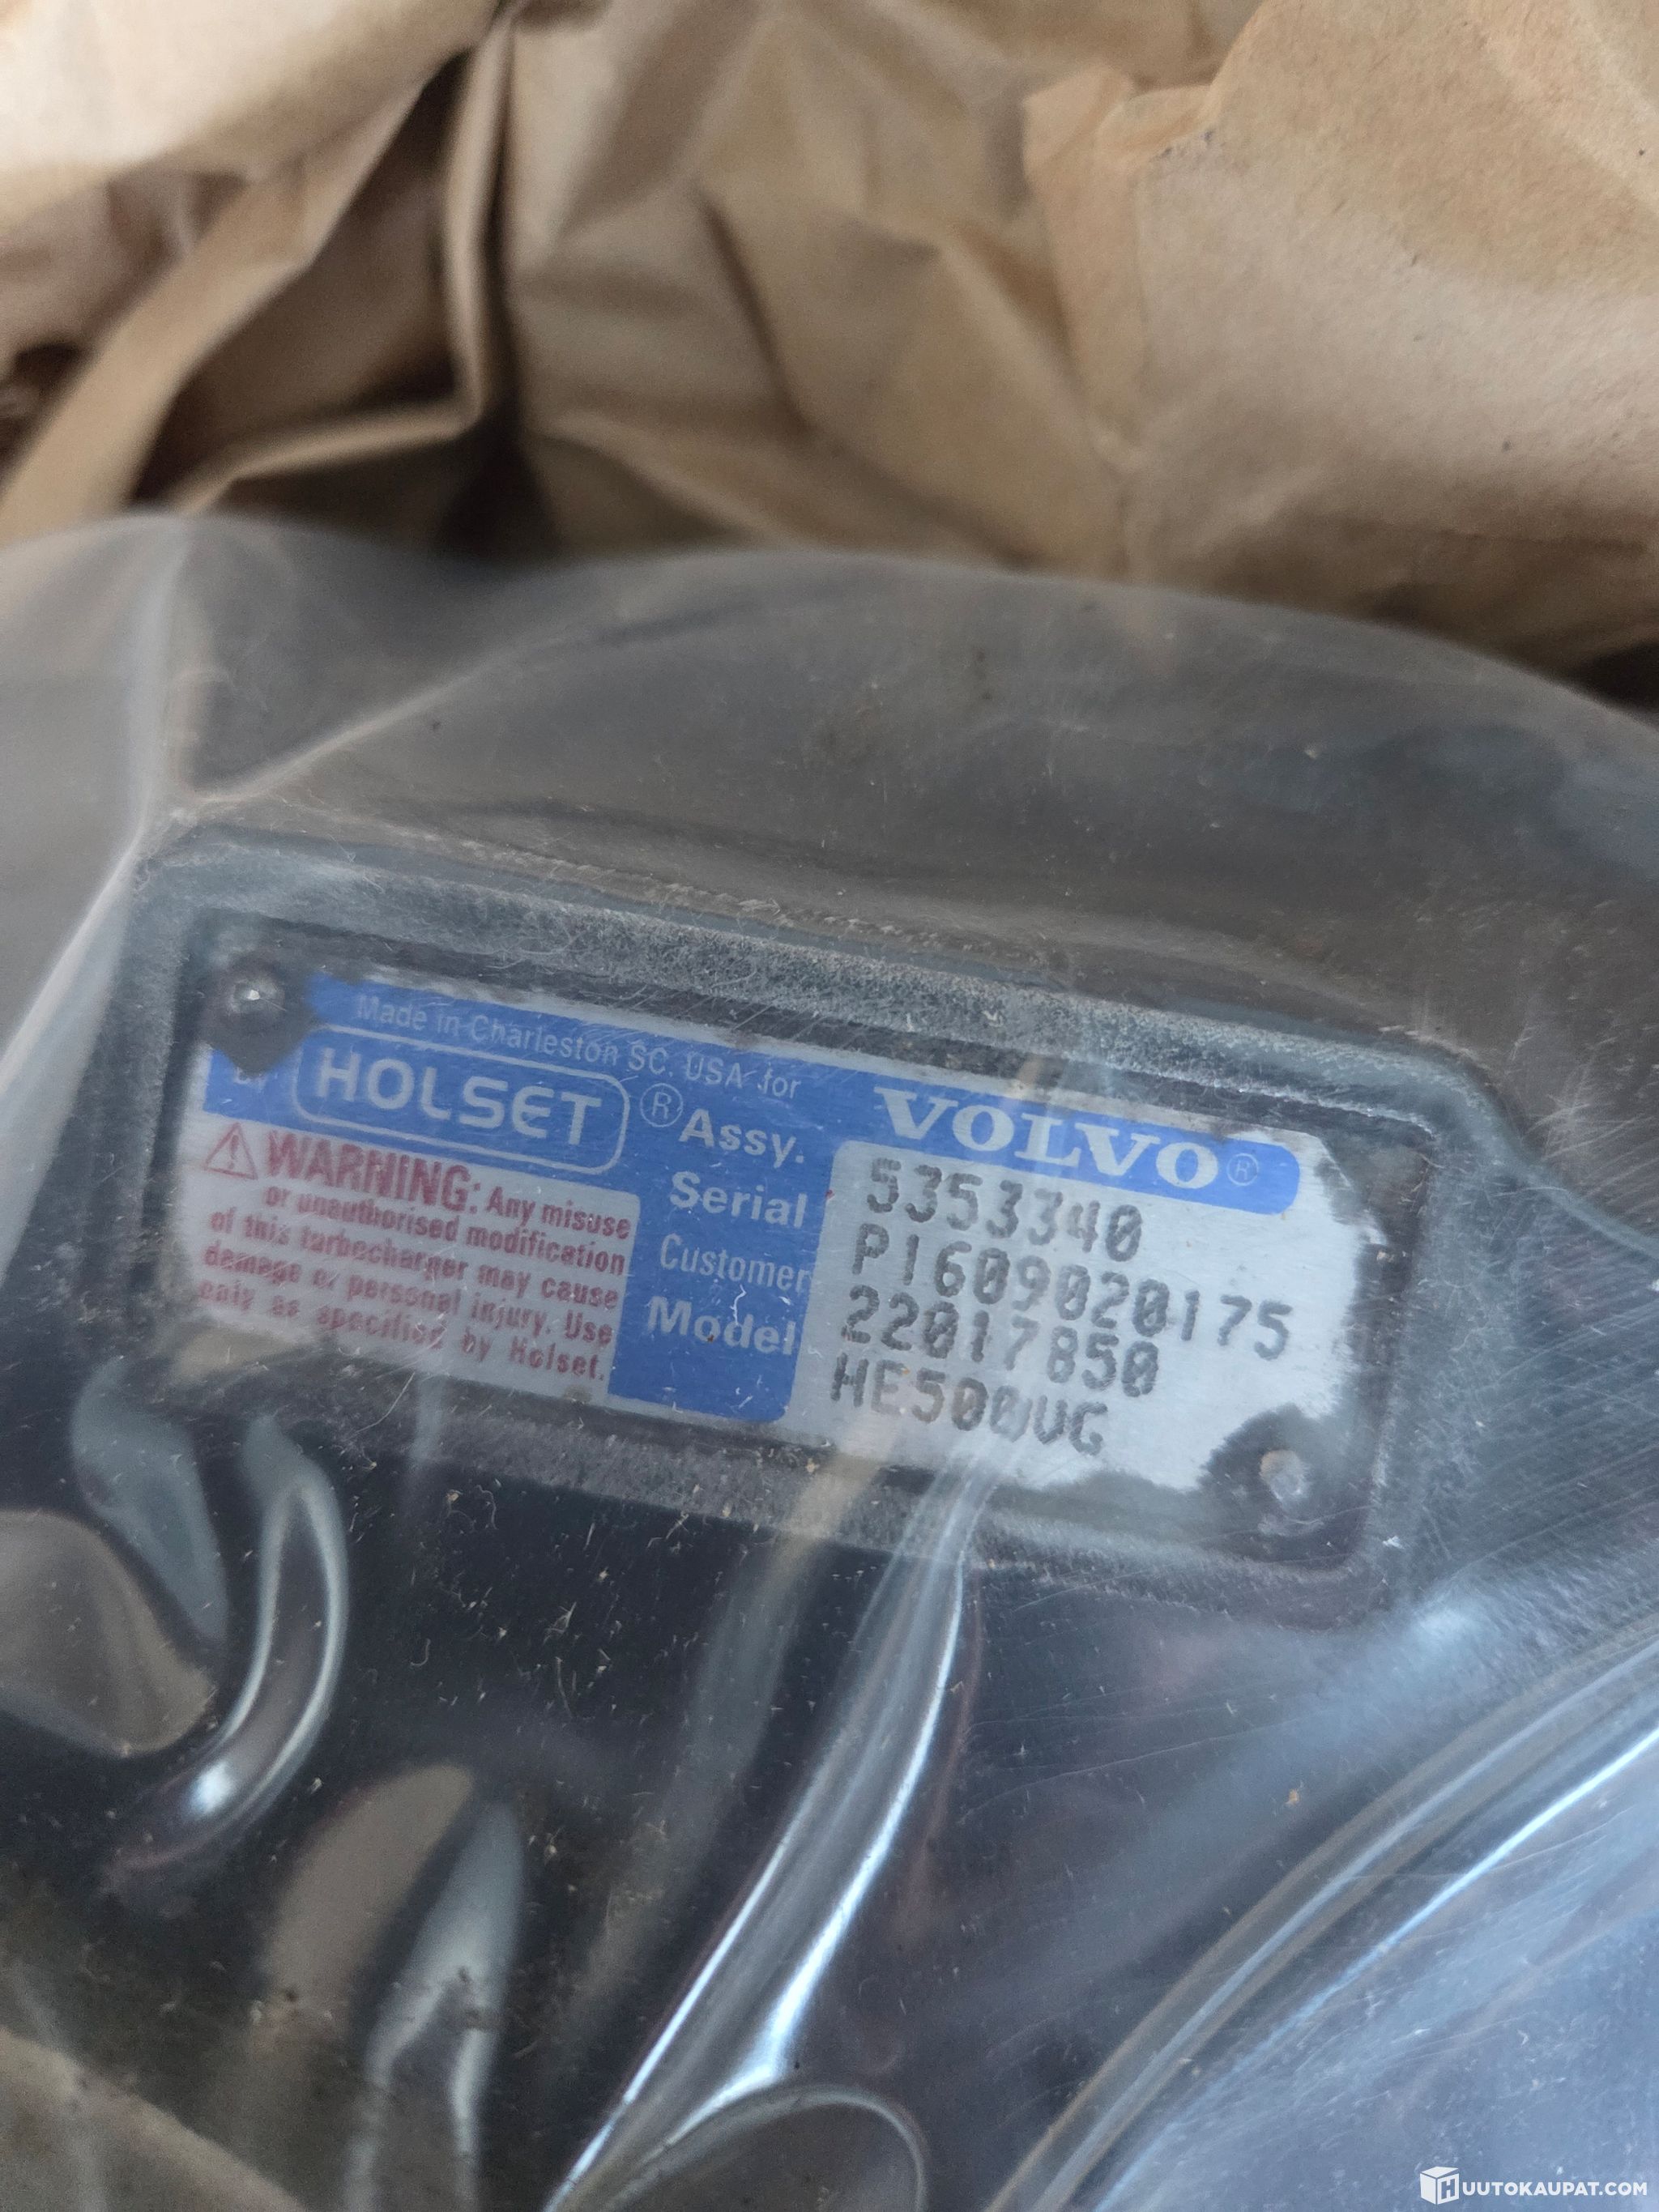 Made in Charleston SC. USA for
BY HOLSET ® VOLVO ®
Assy. 5353340
Serial P1609020175
Customer 22017850
Model HE500VG
WARNING: Any misuse
or unauthorised modification
of this turbocharger may cause
damage or personal injury. Use
only as specified by Holset.
HUUTOKAUPAT.COM